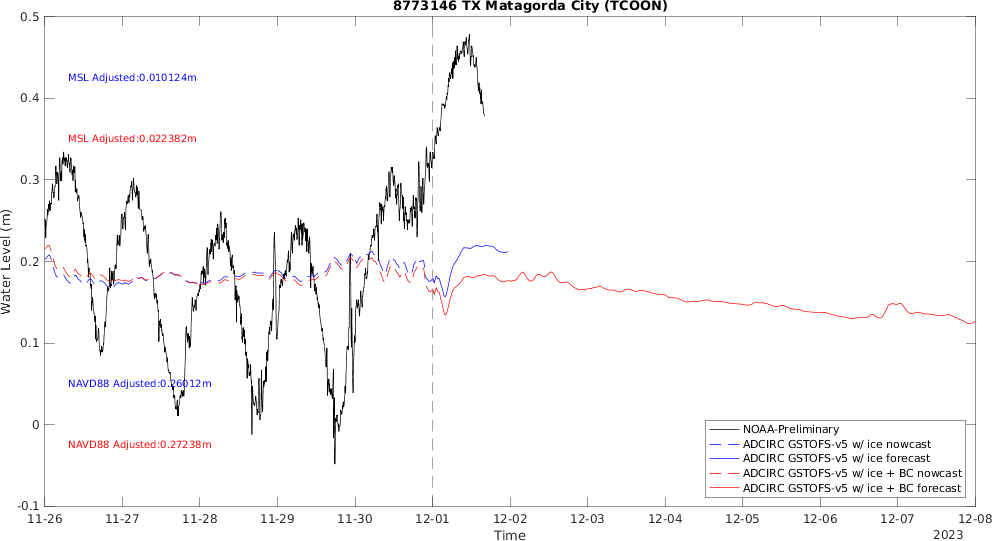 8773146 TX Matagorda City (TCOON)
0.5
0.4
0.3
0.2
0.1
0
-0.1
Water Level (m)
MSL Adjusted:0.010124m
MSL Adjusted:0.022382m
NAVD88 Adjusted:0.26012m
NAVD88 Adjusted:0.27238m
NOAA-Preliminary
ADCIRC GSTOFS-v5 w/ ice nowcast
ADCIRC GSTOFS-v5 w/ ice forecast
ADCIRC GSTOFS-v5 w/ ice + BC nowcast
ADCIRC GSTOFS-v5 w/ ice + BC forecast
11-26 11-27 11-28 11-29 11-30 12-01 12-02 12-03 12-04 12-05 12-06 12-07 12-08
Time
2023